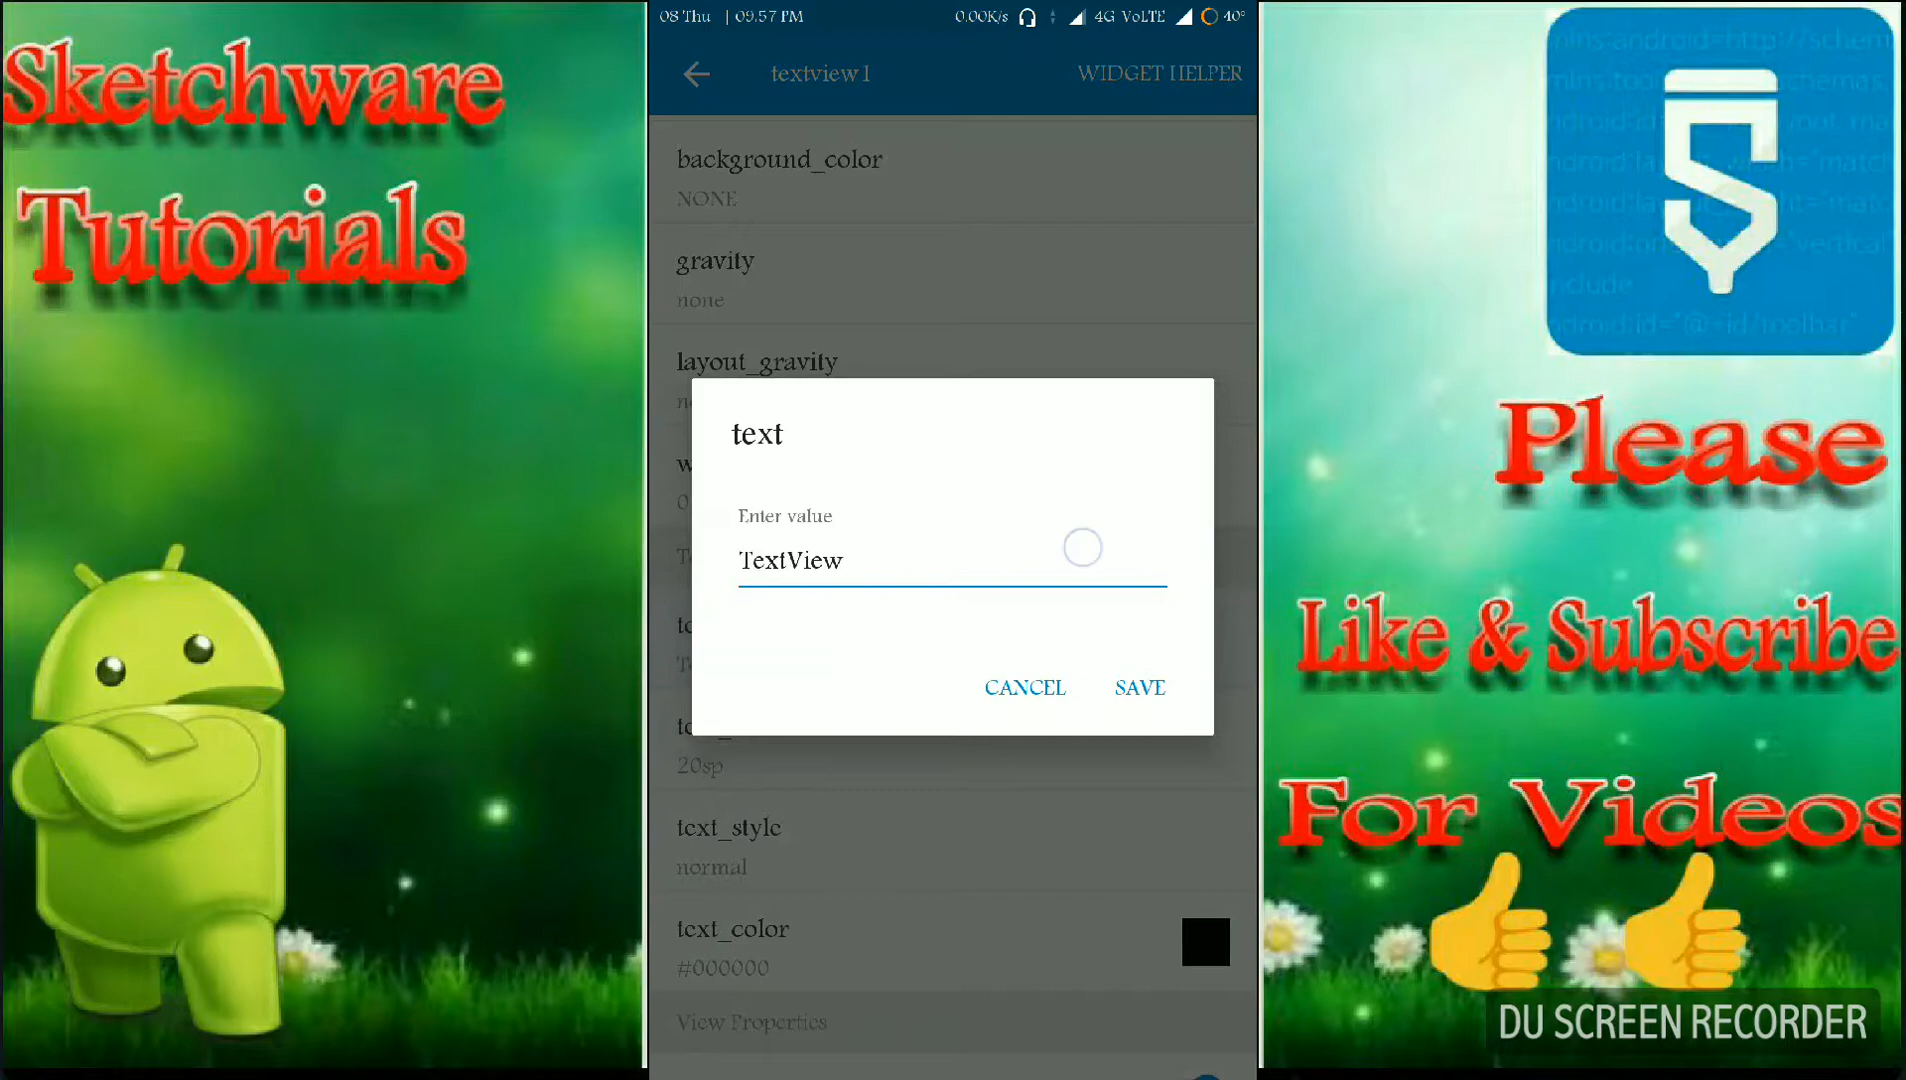 Sketchware
Tutorials
08 Thu | 09.57 PM
0.00K/s 4G VoLTE 40°
textview1
WIDGET HELPER
background_color
NONE
gravity
none
layout_gravity
text
Enter value
TextView
CANCEL
SAVE
20sp
text_style
normal
text_color
#000000
View Properties
Please
Like & Subscribe
For Videos
DU SCREEN RECORDER